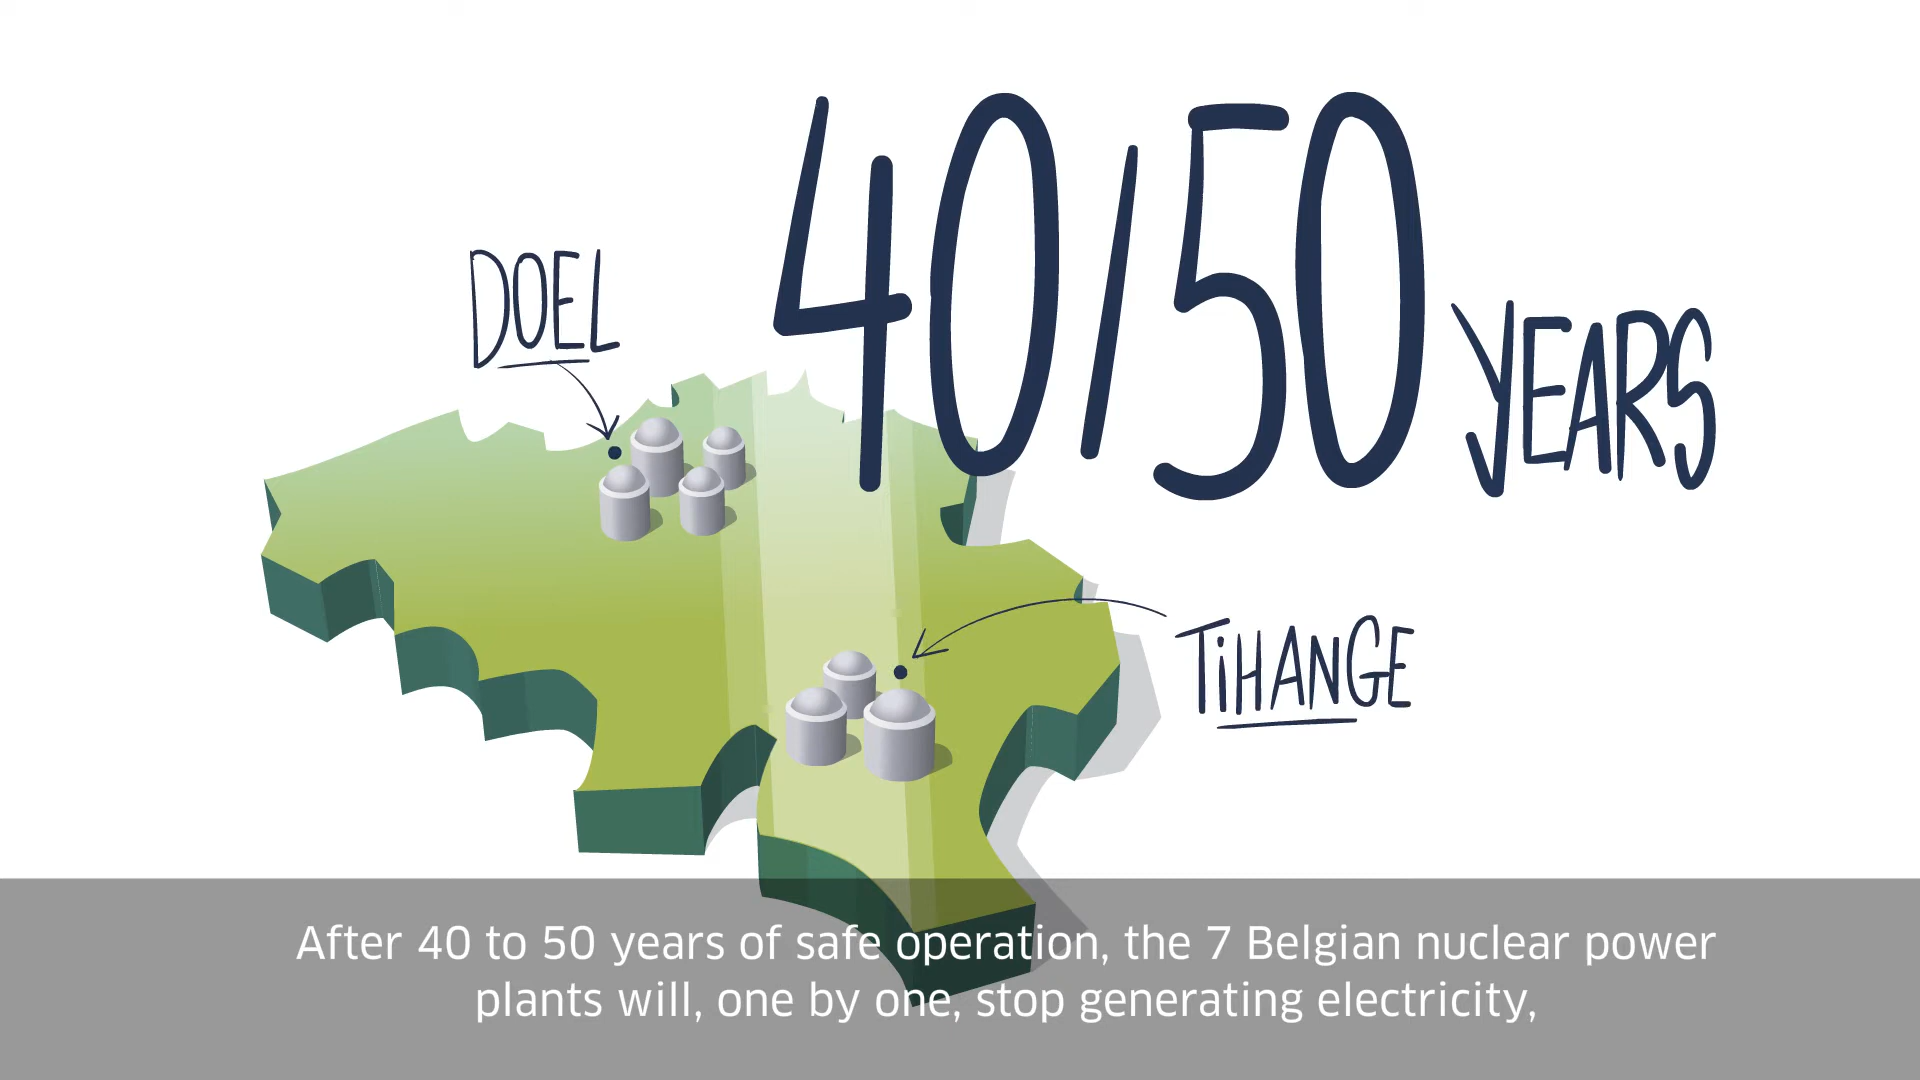 40/50 YEARS
DOEL
TiHANGE
After 40 to 50 years of safe operation, the 7 Belgian nuclear power
plants will, one by one, stop generating electricity,